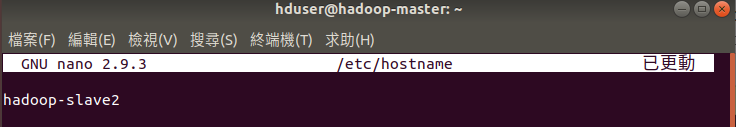 hduser@hadoop-master: ~
檔案(F) 編輯(E) 檢視(V) 搜尋(S) 終端機(T) 求助(H)
GNU nano 2.9.3 /etc/hostname 已更動
hadoop-slave2